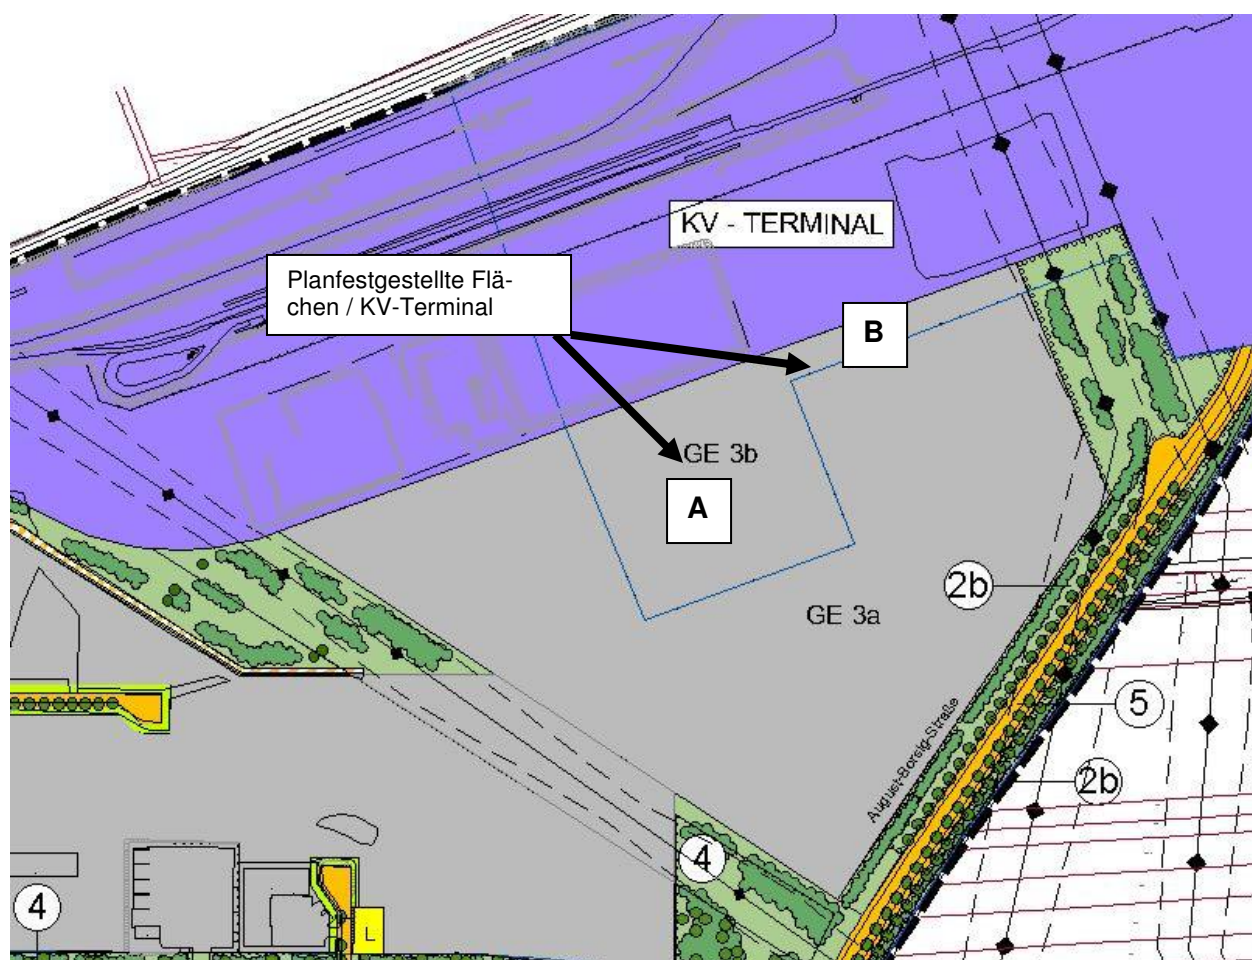 KV - TERMINAL
Planfestgestellte Flä-
chen / KV-Terminal
B
GE 3b
A
2b
GE 3a
5
August-Borsig-Straße
2b
4
4
L